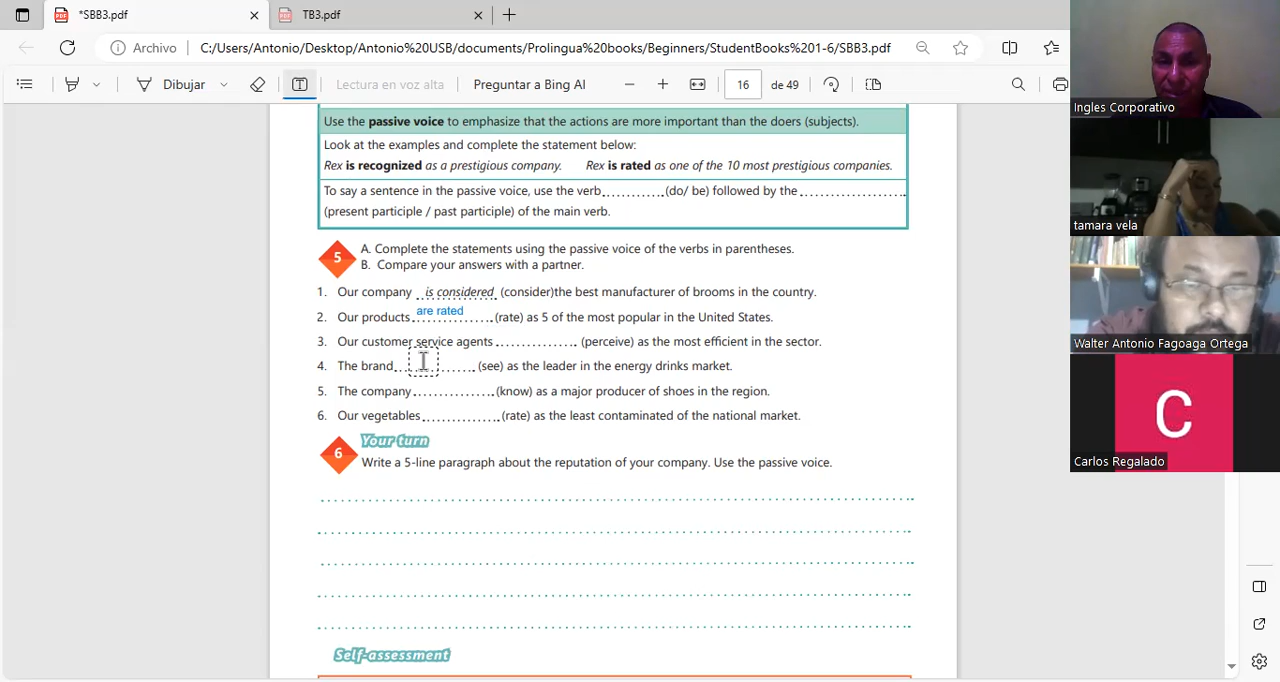 *SBB3.pdf
TB3.pdf
Archivo
C:/Users/Antonio/Desktop/Antonio%20USB/documents/Prolingua%20books/Beginners/StudentBooks%201-6/SBB3.pdf
Dibujar
Lectura en voz alta
Preguntar a Bing AI
16
de 49
Use the passive voice to emphasize that the actions are more important than the doers (subjects).
Look at the examples and complete the statement below:
Rex is recognized as a prestigious company. Rex is rated as one of the 10 most prestigious companies.
To say a sentence in the passive voice, use the verb............(do/ be) followed by the .....................
(present participle / past participle) of the main verb.
5
A. Complete the statements using the passive voice of the verbs in parentheses.
B. Compare your answers with a partner.
1. Our company is considered (consider)the best manufacturer of brooms in the country.
are rated
2. Our products................(rate) as 5 of the most popular in the United States.
3. Our customer service agents ................ (perceive) as the most efficient in the sector.
4. The brand................ (see) as the leader in the energy drinks market.
5. The company ................(know) as a major producer of shoes in the region.
6. Our vegetables................(rate) as the least contaminated of the national market.
Your turn
6
Write a 5-line paragraph about the reputation of your company. Use the passive voice.
Self-assessment
Ingles Corporativo
tamara vela
Walter Antonio Fagoaga Ortega
C
Carlos Regalado